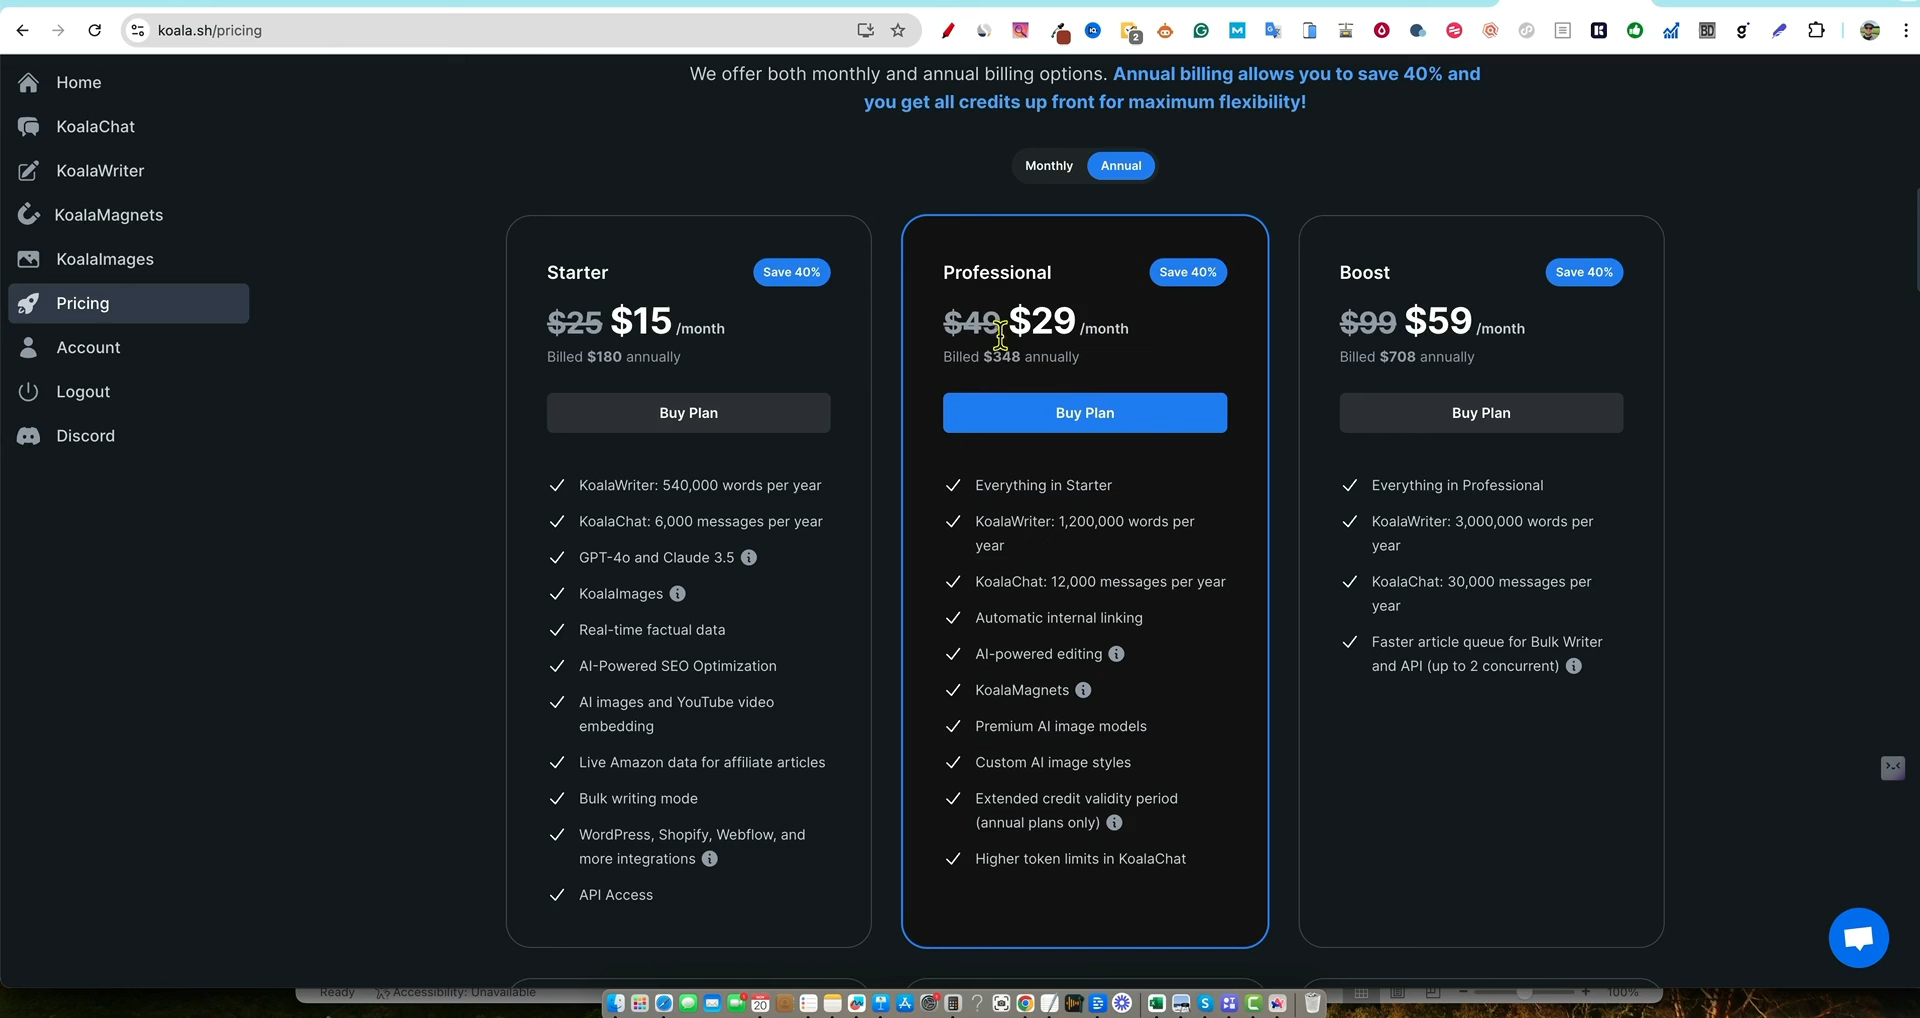 koala.sh/pricing
2
BD
Home
KoalaChat
KoalaWriter
KoalaMagnets
KoalaImages
Pricing
Account
Logout
Discord
We offer both monthly and annual billing options. Annual billing allows you to save 40% and
you get all credits up front for maximum flexibility!
Monthly
Annual
Starter
Save 40%
$25 $15 /month
Billed $180 annually
Buy Plan
KoalaWriter: 540,000 words per year
KoalaChat: 6,000 messages per year
GPT-4o and Claude 3.5
KoalaImages
Real-time factual data
AI-Powered SEO Optimization
AI images and YouTube video
embedding
Live Amazon data for affiliate articles
Bulk writing mode
WordPress, Shopify, Webflow, and
more integrations
API Access
Professional
Save 40%
$49 $29 /month
Billed $348 annually
Buy Plan
Everything in Starter
KoalaWriter: 1,200,000 words per
year
KoalaChat: 12,000 messages per year
Automatic internal linking
AI-powered editing
KoalaMagnets
Premium AI image models
Custom AI image styles
Extended credit validity period
(annual plans only)
Higher token limits in KoalaChat
Boost
Save 40%
$99 $59 /month
Billed $708 annually
Buy Plan
Everything in Professional
KoalaWriter: 3,000,000 words per
year
KoalaChat: 30,000 messages per
year
Faster article queue for Bulk Writer
and API (up to 2 concurrent)
Ready
Accessibility: Unavailable
100%
20